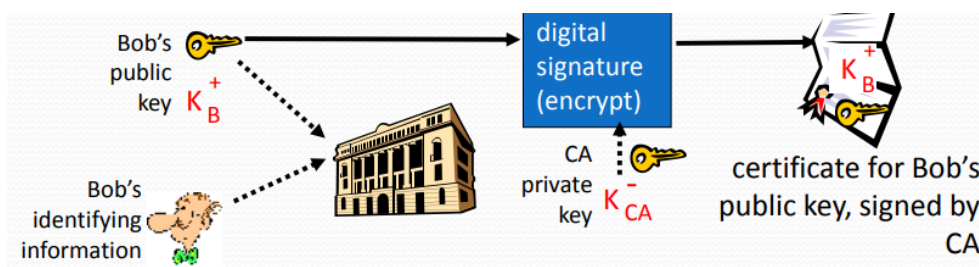 Bob's
public
key K B +
Bob's
identifying
information
digital
signature
(encrypt)
CA
private
key K CA -
K B +
certificate for Bob's
public key, signed by
CA